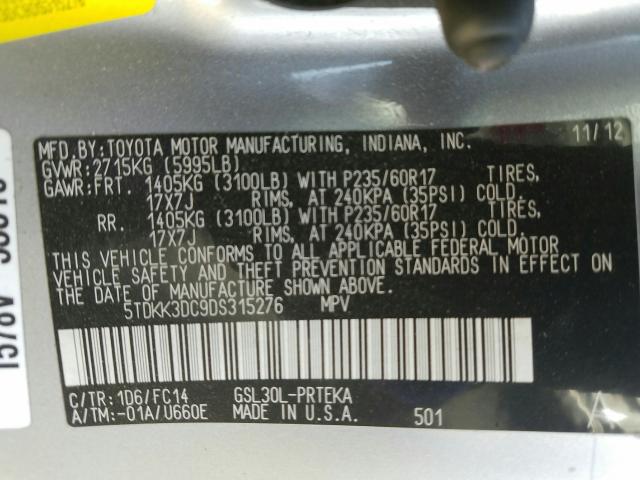 MFD.BY:TOYOTA MOTOR MANUFACTURING, INDIANA, INC. 11/12
GVWR:2715KG (5995LB)
GAWR:FRT. 1405KG (3100LB) WITH P235/60R17 TIRES,
17X7J RIMS, AT 240KPA (35PSI) COLD.
RR. 1405KG (3100LB) WITH P235/60R17 TIRES,
17X7J RIMS, AT 240KPA (35PSI) COLD.
THIS VEHICLE CONFORMS TO ALL APPLICABLE FEDERAL MOTOR
VEHICLE SAFETY AND THEFT PREVENTION STANDARDS IN EFFECT ON
THE DATE OF MANUFACTURE SHOWN ABOVE.
5TDKK3DC9DS315276 MPV
C/TR:1D6/FC14 GSL30L-PRTEKA
A/TM:-01A/U660E MADE IN U.S.A. 501
A